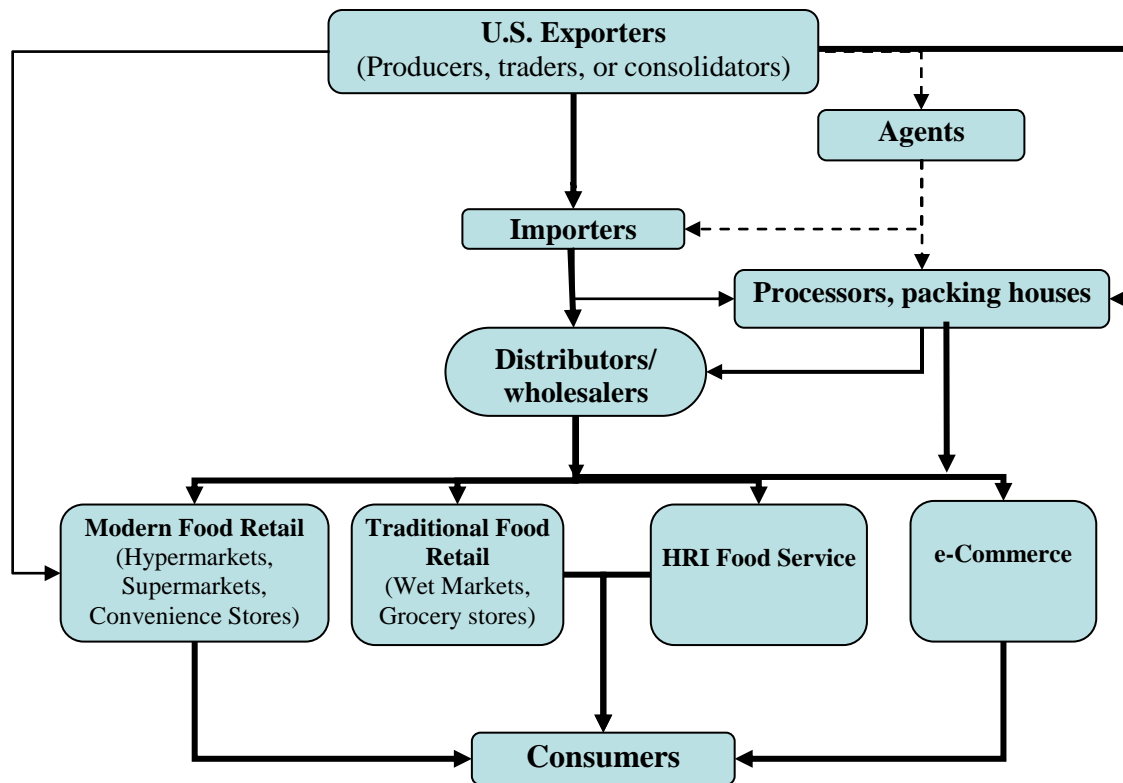 U.S. Exporters
(Producers, traders, or consolidators)
Agents
Importers
Processors, packing houses
Distributors/
wholesalers
Modern Food Retail
(Hypermarkets,
Supermarkets,
Convenience Stores)
Traditional Food
Retail
(Wet Markets,
Grocery stores)
HRI Food Service
e-Commerce
Consumers